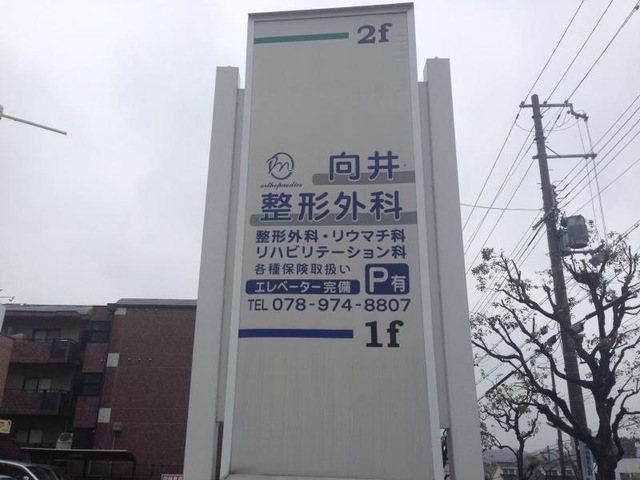 2f
orthopaedics
向井
整形外科
整形外科・リウマチ科
リハビリテーション科
各種保険取扱い
エレベーター完備 P有
TEL 078-974-8807
1f